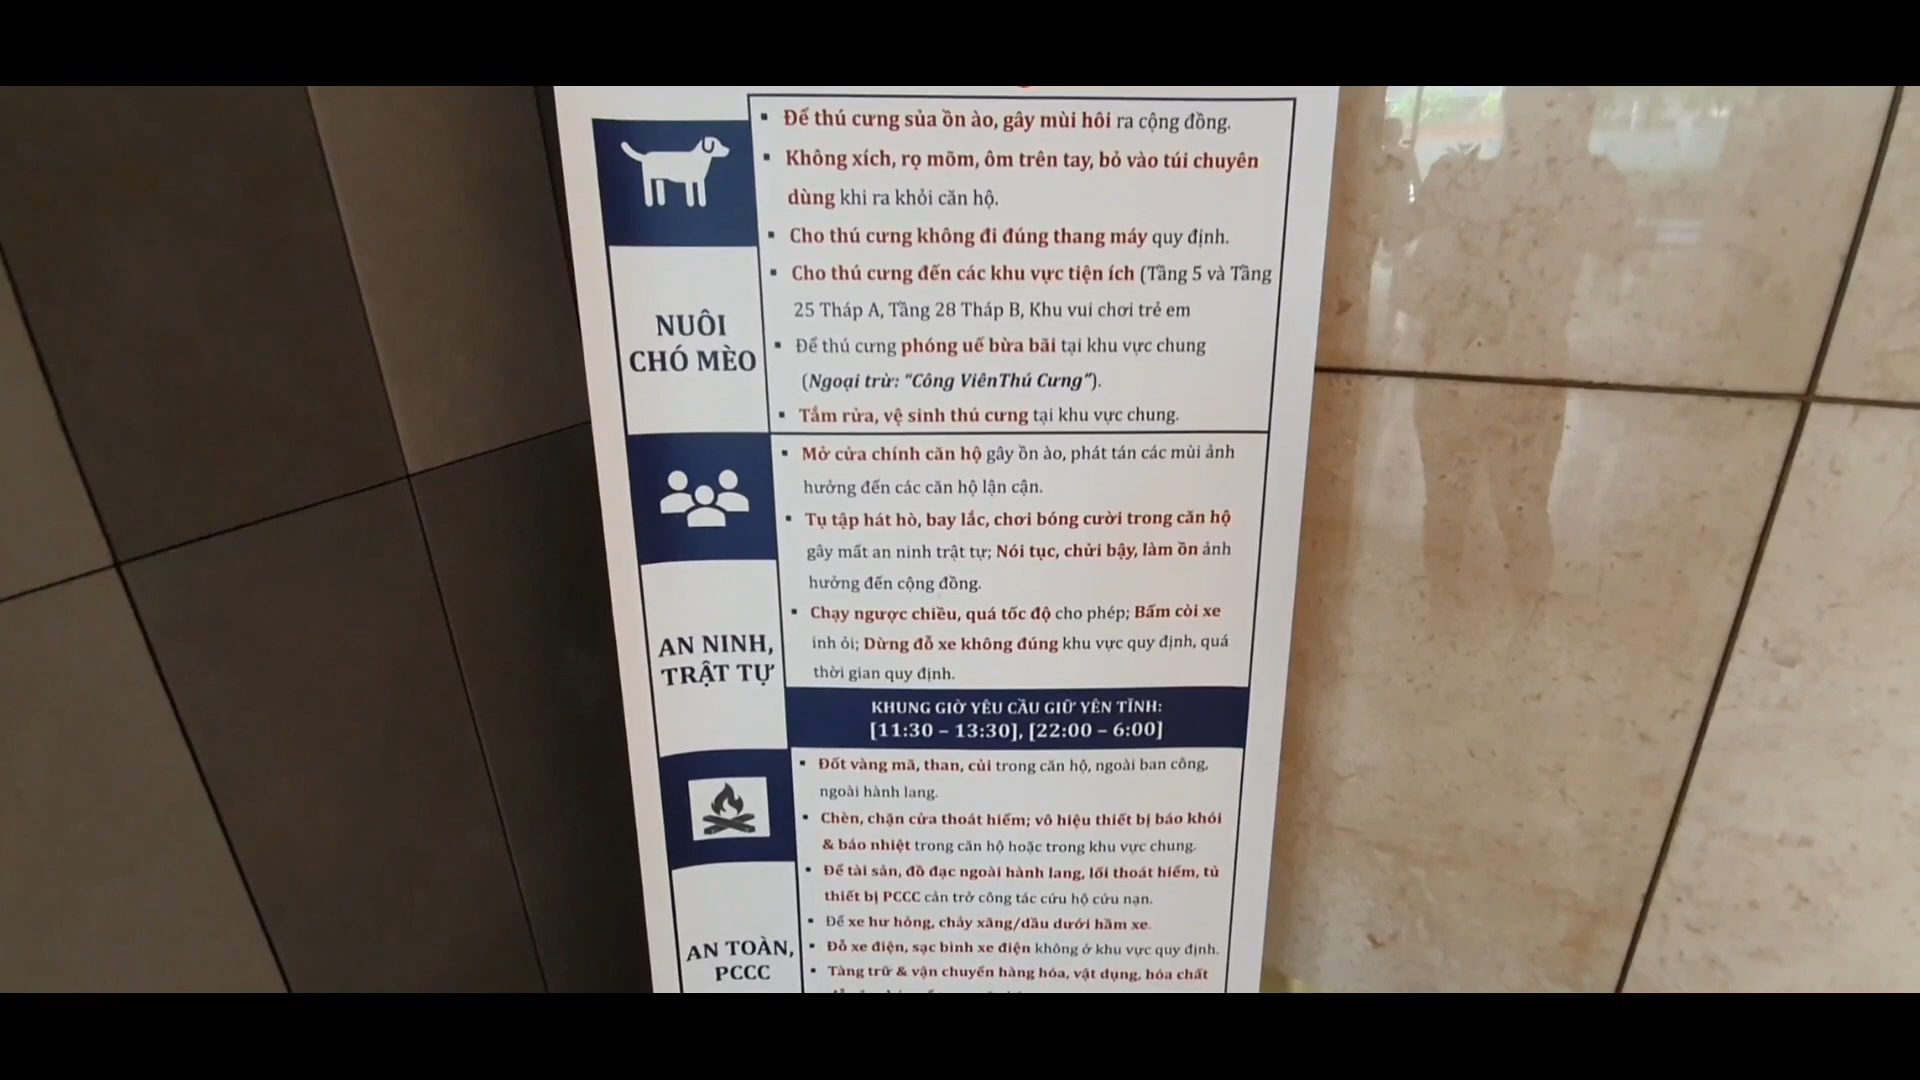 ▪ Để thú cưng sủa ồn ào, gây mùi hôi ra cộng đồng.
▪ Không xích, rọ mõm, ôm trên tay, bỏ vào túi chuyên
dùng khi ra khỏi căn hộ.
▪ Cho thú cưng không đi đúng thang máy quy định.
▪ Cho thú cưng đến các khu vực tiện ích (Tầng 5 và Tầng
25 Tháp A, Tầng 28 Tháp B, Khu vui chơi trẻ em
NUÔI
CHÓ MÈO
▪ Để thú cưng phóng uế bừa bãi tại khu vực chung
(Ngoại trừ: “Công Viên Thú Cưng”).
▪ Tắm rửa, vệ sinh thú cưng tại khu vực chung.
▪ Mở cửa chính căn hộ gây ồn ào, phát tán các mùi ảnh
hưởng đến các căn hộ lận cận.
▪ Tụ tập hát hò, bay lắc, chơi bóng cười trong căn hộ
gây mất an ninh trật tự; Nói tục, chửi bậy, làm ồn ảnh
hưởng đến cộng đồng.
▪ Chạy ngược chiều, quá tốc độ cho phép; Bấm còi xe
inh ỏi; Dừng đỗ xe không đúng khu vực quy định, quá
thời gian quy định.
AN NINH,
TRẬT TỰ
KHUNG GIỜ YÊU CẦU GIỮ YÊN TĨNH:
[11:30 – 13:30], [22:00 – 6:00]
▪ Đốt vàng mã, than, củi trong căn hộ, ngoài ban công,
ngoài hành lang.
▪ Chèn, chặn cửa thoát hiểm; vô hiệu thiết bị báo khói
& báo nhiệt trong căn hộ hoặc trong khu vực chung.
▪ Để tài sản, đồ đạc ngoài hành lang, lối thoát hiểm, tủ
thiết bị PCCC cản trở công tác cứu hộ cứu nạn.
▪ Để xe hư hỏng, chảy xăng/dầu dưới hầm xe.
▪ Đỗ xe điện, sạc bình xe điện không ở khu vực quy định.
▪ Tàng trữ & vận chuyển hàng hóa, vật dụng, hóa chất
AN TOÀN,
PCCC